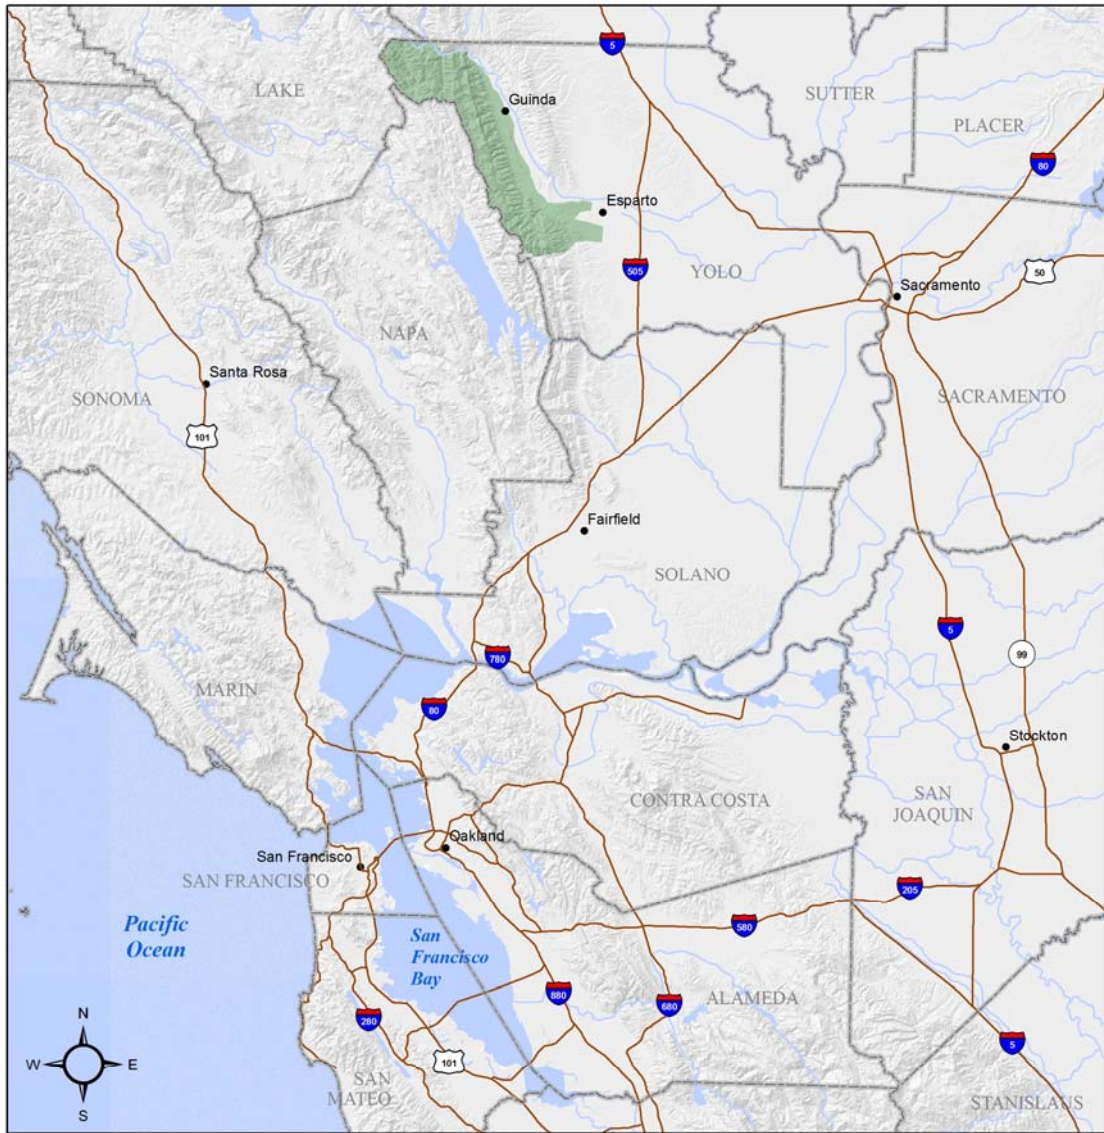 5
LAKE
Guinda
SUTTER
PLACER
80
Esparto
505
YOLO
50
Sacramento
NAPA
Santa Rosa
SONOMA
SACRAMENTO
101
Fairfield
SOLANO
5
99
780
MARIN
80
Stockton
CONTRA COSTA
SAN
JOAQUIN
Oakland
San Francisco
SAN FRANCISCO
205
Pacific
Ocean
580
San
Francisco
Bay
880
680
ALAMEDA
280
N
W
E
S
101
5
SAN
MATEO
STANISLAUS